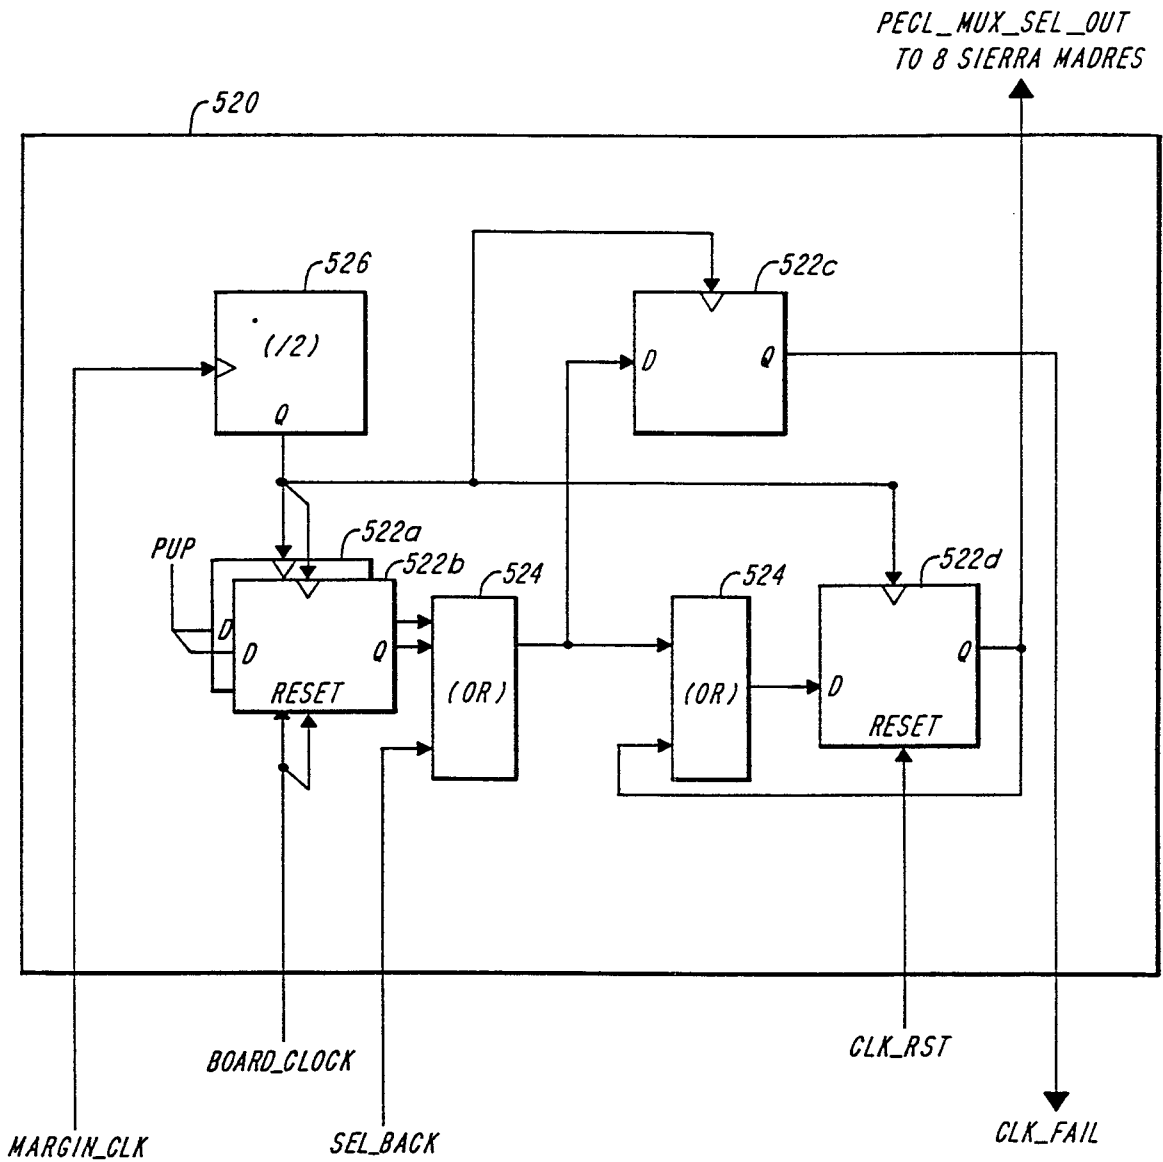 PECL_MUX_SEL_OUT
TO 8 SIERRA MADRES
520
526
(/2)
Q
522c
D
Q
PUP
522a
522b
D
D
Q
RESET
524
(OR)
524
(OR)
522d
D
Q
RESET
BOARD_CLOCK
CLK_RST
MARGIN_CLK
SEL_BACK
CLK_FAIL